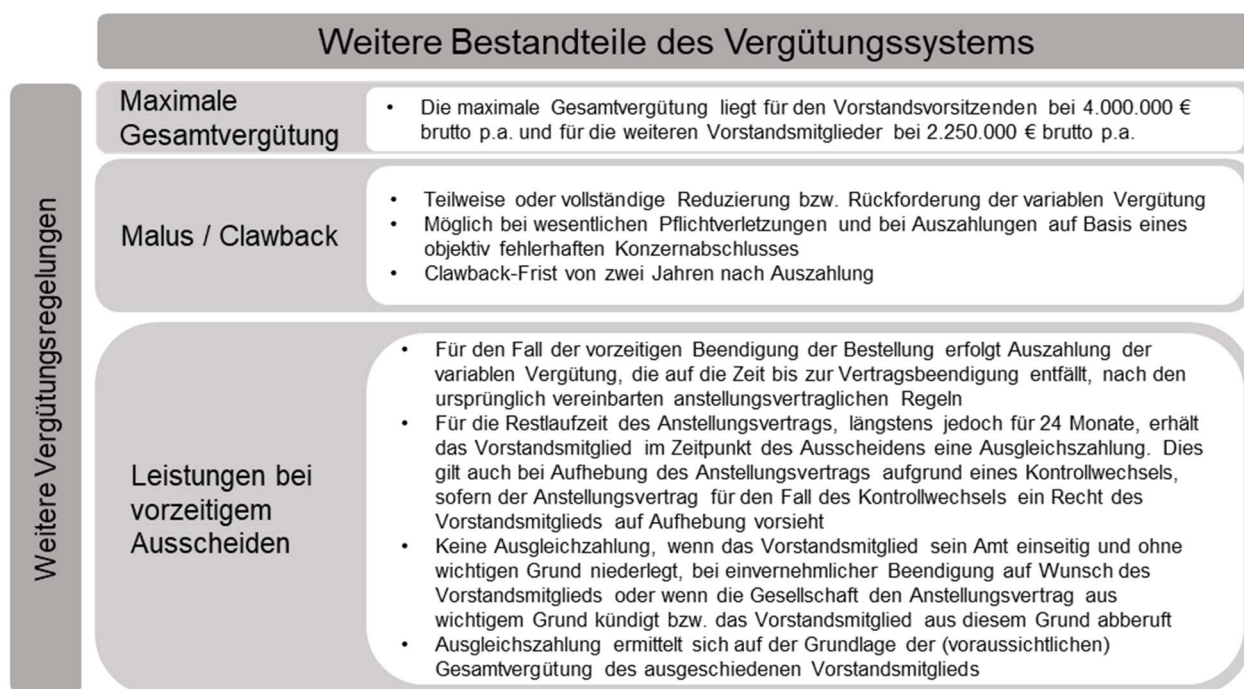 Weitere Bestandteile des Vergütungssystems
Weitere Vergütungsregelungen
Maximale
Gesamtvergütung
• Die maximale Gesamtvergütung liegt für den Vorstandsvorsitzenden bei 4.000.000 €
brutto p.a. und für die weiteren Vorstandsmitglieder bei 2.250.000 € brutto p.a.
Malus / Clawback
• Teilweise oder vollständige Reduzierung bzw. Rückforderung der variablen Vergütung
• Möglich bei wesentlichen Pflichtverletzungen und bei Auszahlungen auf Basis eines
objektiv fehlerhaften Konzernabschlusses
• Clawback-Frist von zwei Jahren nach Auszahlung
Leistungen bei
vorzeitigem
Ausscheiden
• Für den Fall der vorzeitigen Beendigung der Bestellung erfolgt Auszahlung der
variablen Vergütung, die auf die Zeit bis zur Vertragsbeendigung entfällt, nach den
ursprünglich vereinbarten anstellungsvertraglichen Regeln
• Für die Restlaufzeit des Anstellungsvertrags, längstens jedoch für 24 Monate, erhält
das Vorstandsmitglied im Zeitpunkt des Ausscheidens eine Ausgleichszahlung. Dies
gilt auch bei Aufhebung des Anstellungsvertrags aufgrund eines Kontrollwechsels,
sofern der Anstellungsvertrag für den Fall des Kontrollwechsels ein Recht des
Vorstandsmitglieds auf Aufhebung vorsieht
• Keine Ausgleichzahlung, wenn das Vorstandsmitglied sein Amt einseitig und ohne
wichtigen Grund niederlegt, bei einvernehmlicher Beendigung auf Wunsch des
Vorstandsmitglieds oder wenn die Gesellschaft den Anstellungsvertrag aus
wichtigem Grund kündigt bzw. das Vorstandsmitglied aus diesem Grund abberuft
• Ausgleichszahlung ermittelt sich auf der Grundlage der (voraussichtlichen)
Gesamtvergütung des ausgeschiedenen Vorstandsmitglieds